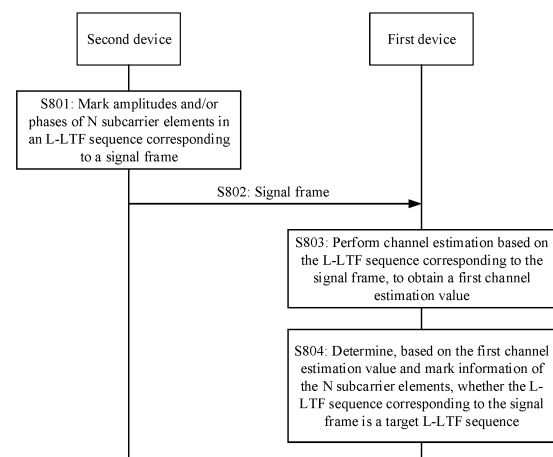 Second device
First device
S801: Mark amplitudes and/or
phases of N subcarrier elements in
an L-LTF sequence corresponding
to a signal frame
S802: Signal frame
S803: Perform channel estimation based on
the L-LTF sequence corresponding to the
signal frame, to obtain a first channel
estimation value
S804: Determine, based on the first channel
estimation value and mark information of
the N subcarrier elements, whether the L-
LTF sequence corresponding to the signal
frame is a target L-LTF sequence